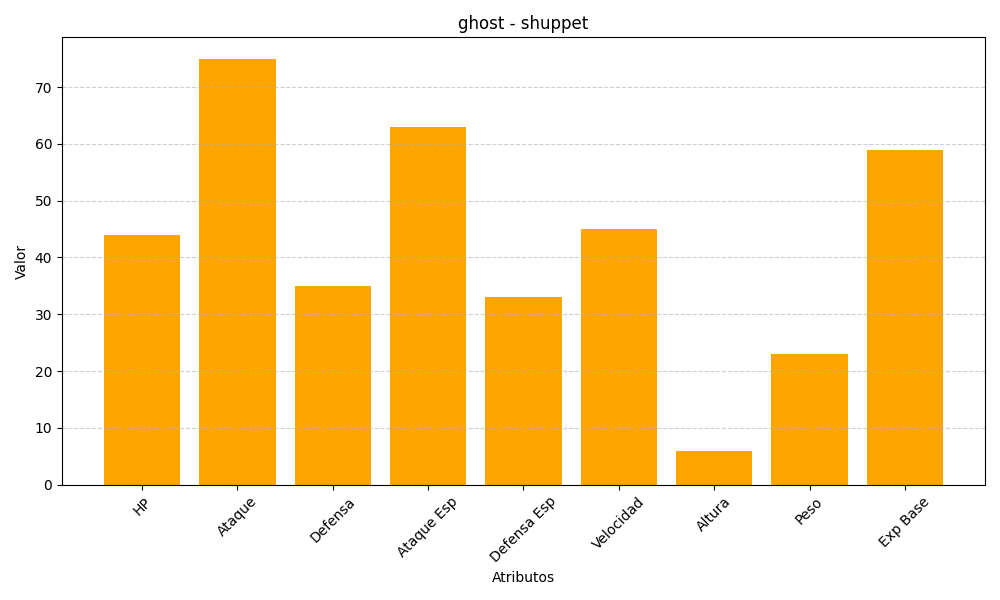 ghost - shuppet
Valor
70
60
50
40
30
20
10
0
HP
Ataque
Defensa
Ataque Esp
Defensa Esp
Velocidad
Altura
Peso
Exp Base
Atributos